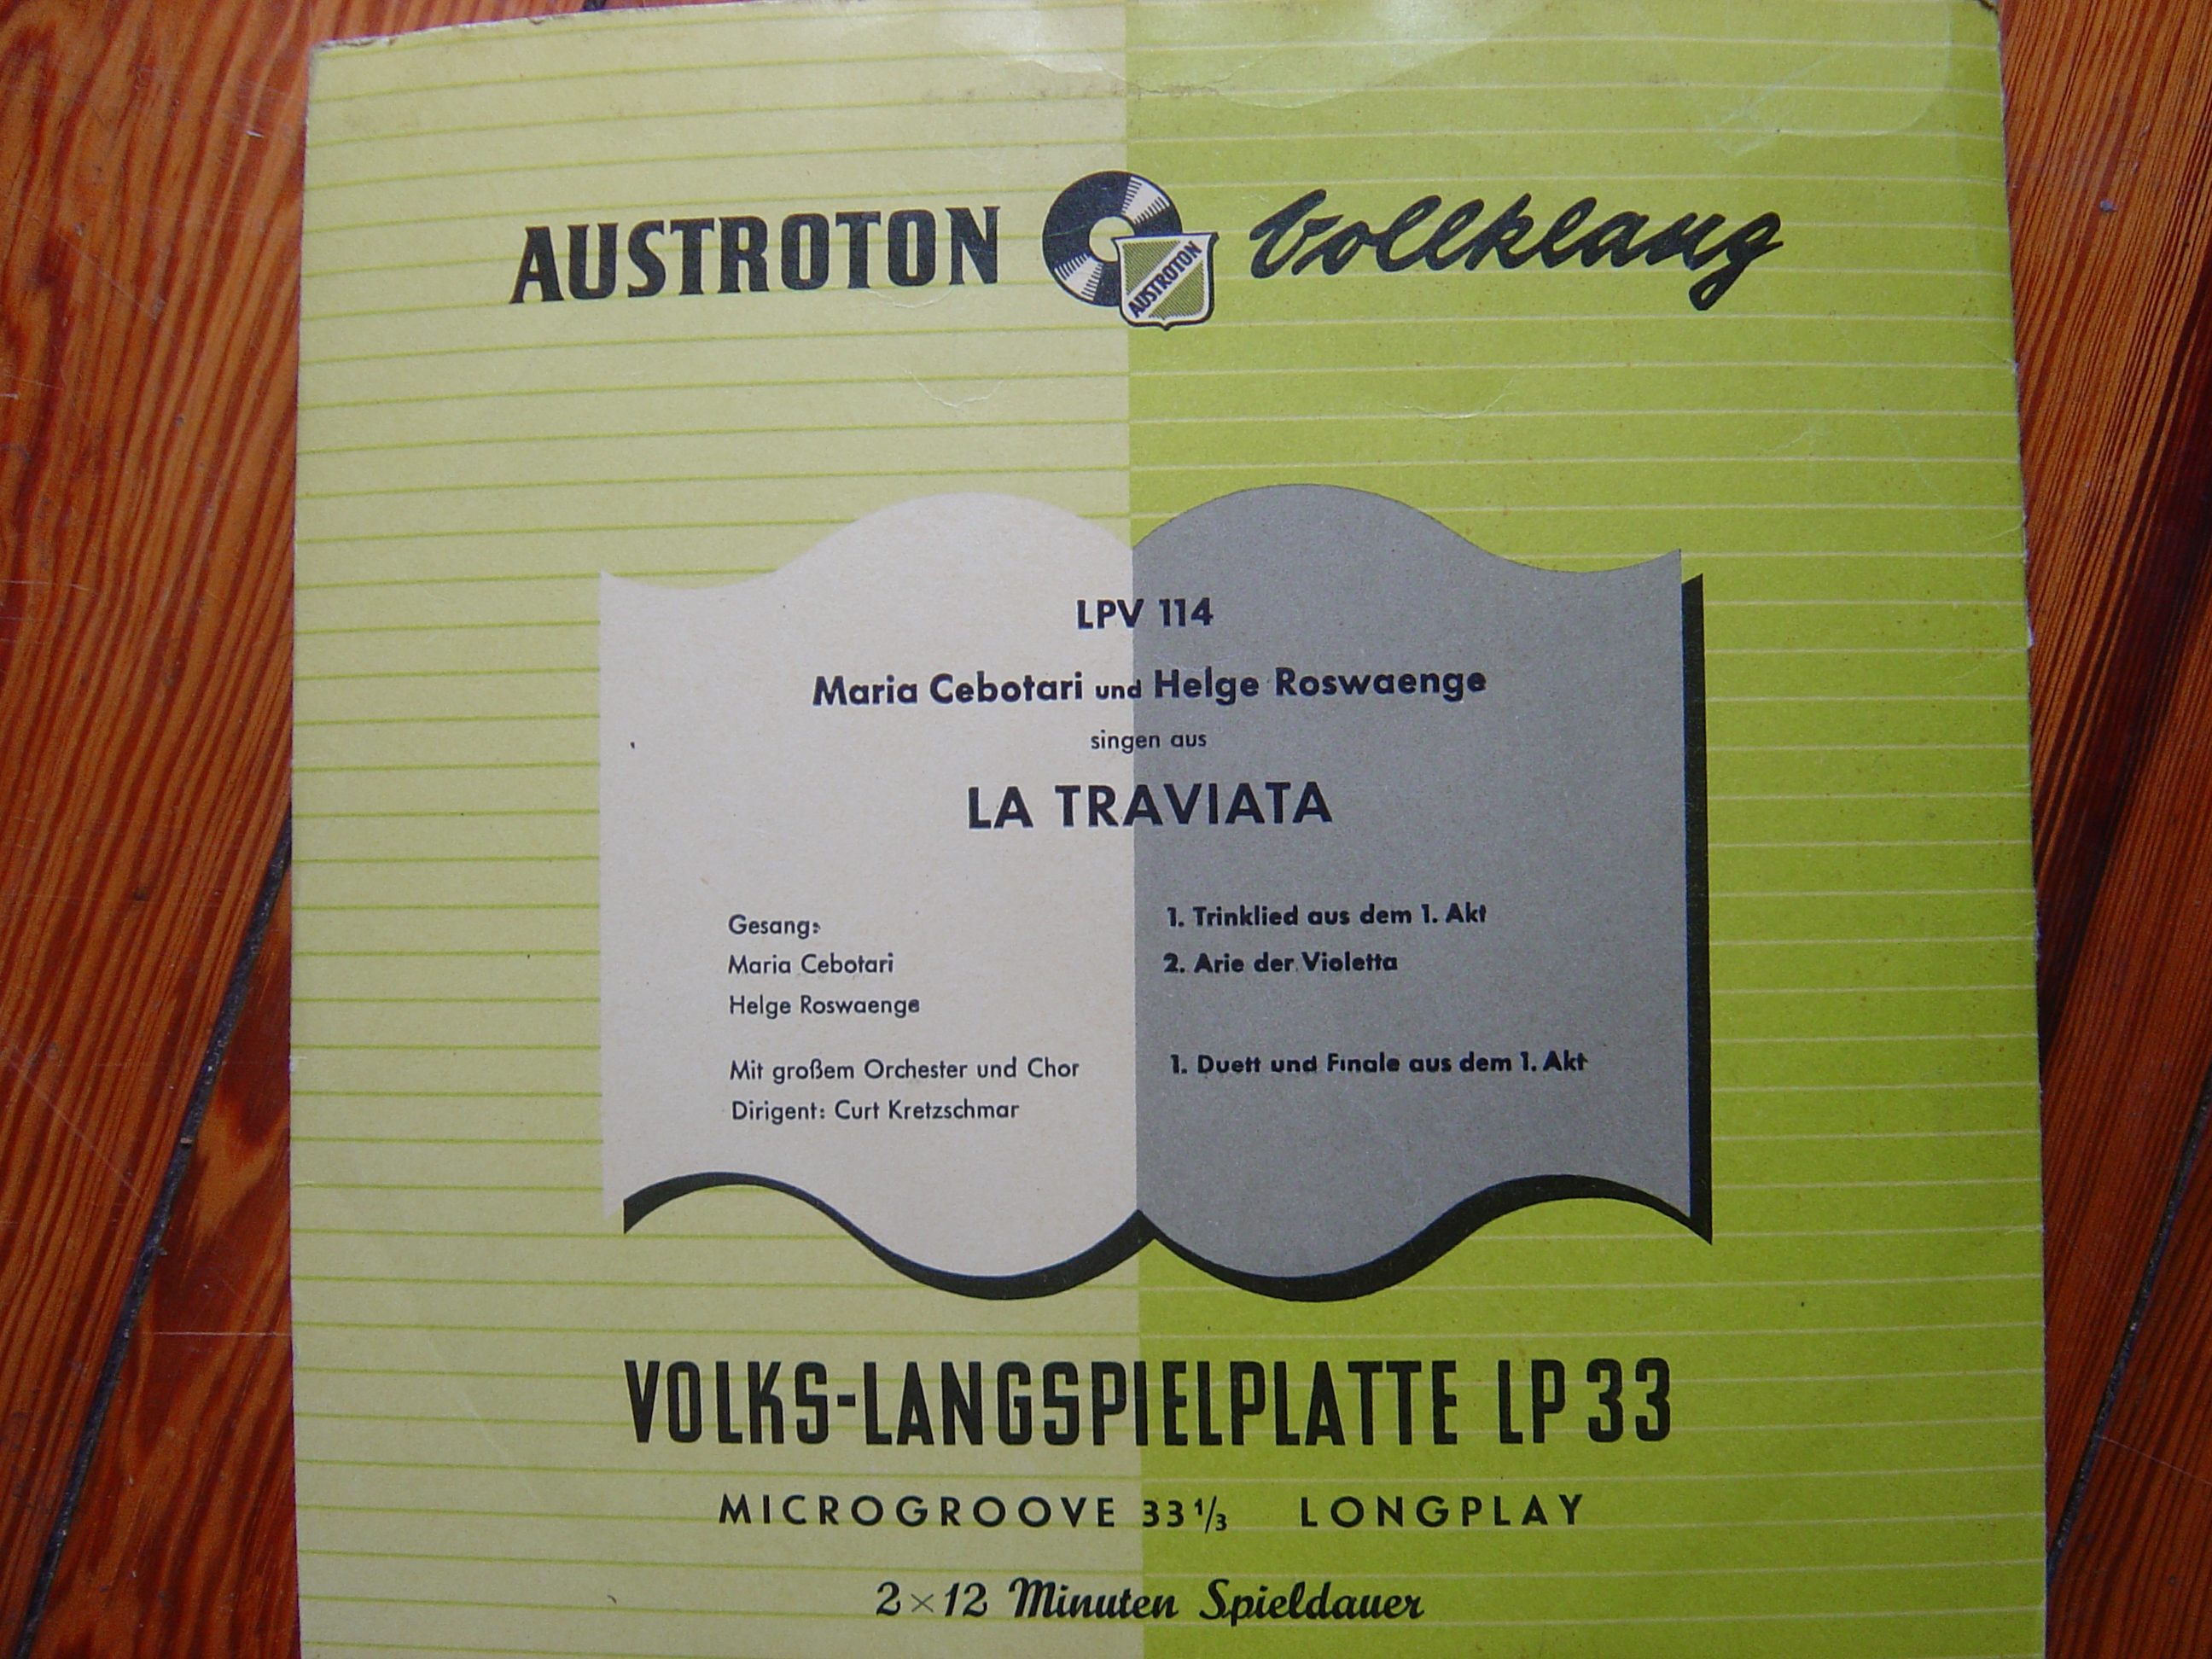 AUSTROTON AUSTROTON Vollklang
LPV 114
Maria Cebotari und Helge Roswaenge
singen aus
LA TRAVIATA
Gesang:
Maria Cebotari
Helge Roswaenge
Mit großem Orchester und Chor
Dirigent: Curt Kretzschmar
1. Trinklied aus dem 1. Akt
2. Arie der Violetta
1. Duett und Finale aus dem 1. Akt
VOLKS-LANGSPIELPLATTE LP 33
MICROGROOVE 33 1/3 LONGPLAY
2×12 Minuten Spieldauer